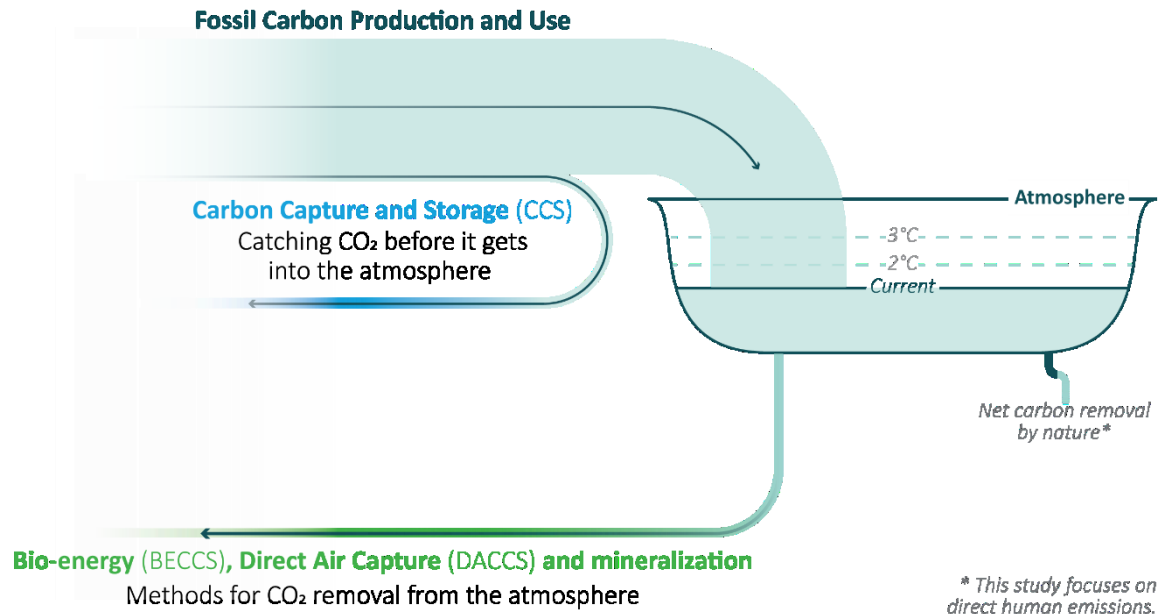 Fossil Carbon Production and Use
Carbon Capture and Storage (CCS)
Catching CO₂ before it gets
into the atmosphere
Atmosphere
3°C
2°C
Current
Net carbon removal
by nature*
Bio-energy (BECCS), Direct Air Capture (DACCS) and mineralization
Methods for CO₂ removal from the atmosphere
* This study focuses on
direct human emissions.